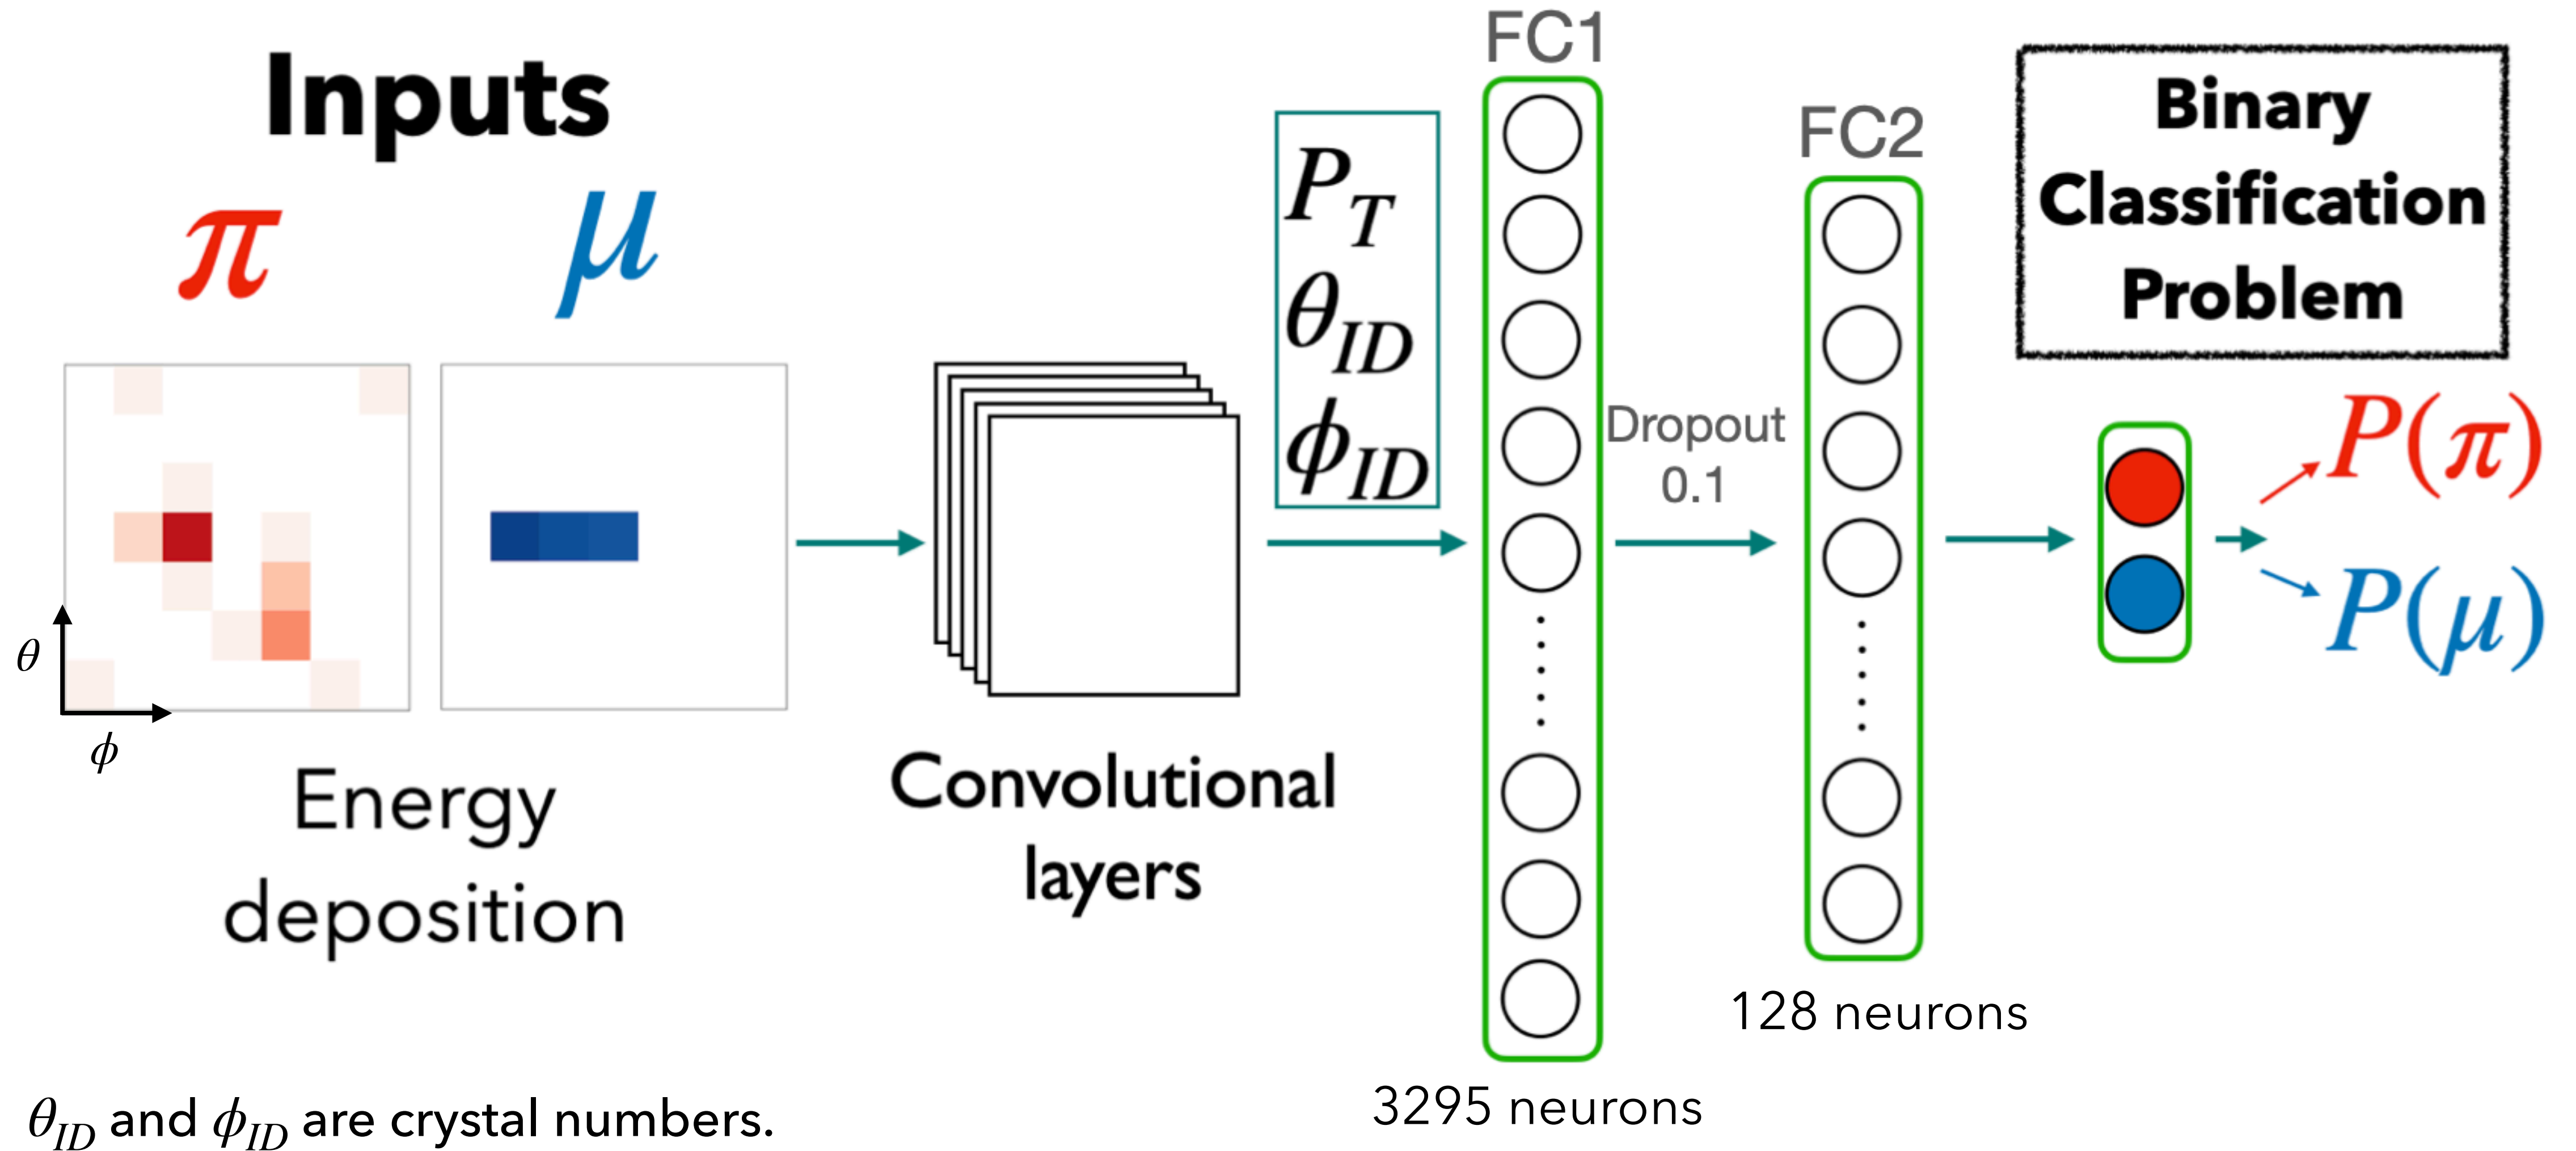 Inputs
π
μ
θ
ϕ
Energy
deposition
Convolutional
layers
P_T
θ_ID
ϕ_ID
FC1
3295 neurons
Dropout
0.1
FC2
128 neurons
Binary
Classification
Problem
P(π)
P(μ)
θ_ID and ϕ_ID are crystal numbers.